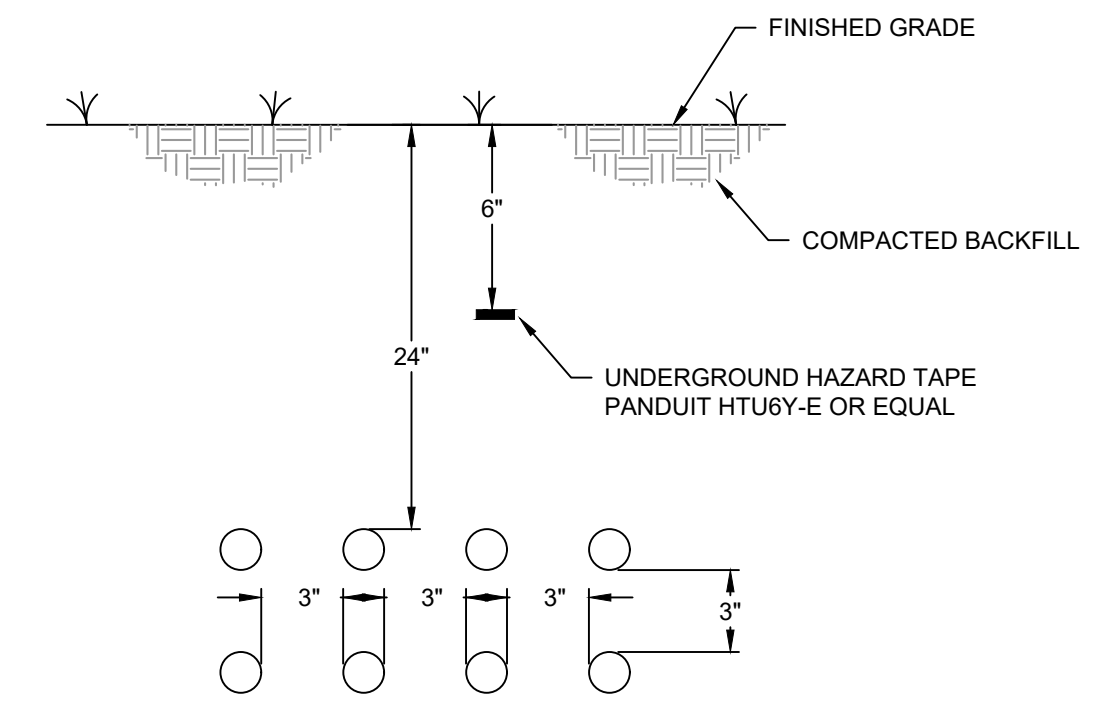 FINISHED GRADE
6"
COMPACTED BACKFILL
24"
UNDERGROUND HAZARD TAPE
PANDUIT HTU6Y-E OR EQUAL
3" 3" 3"
3"